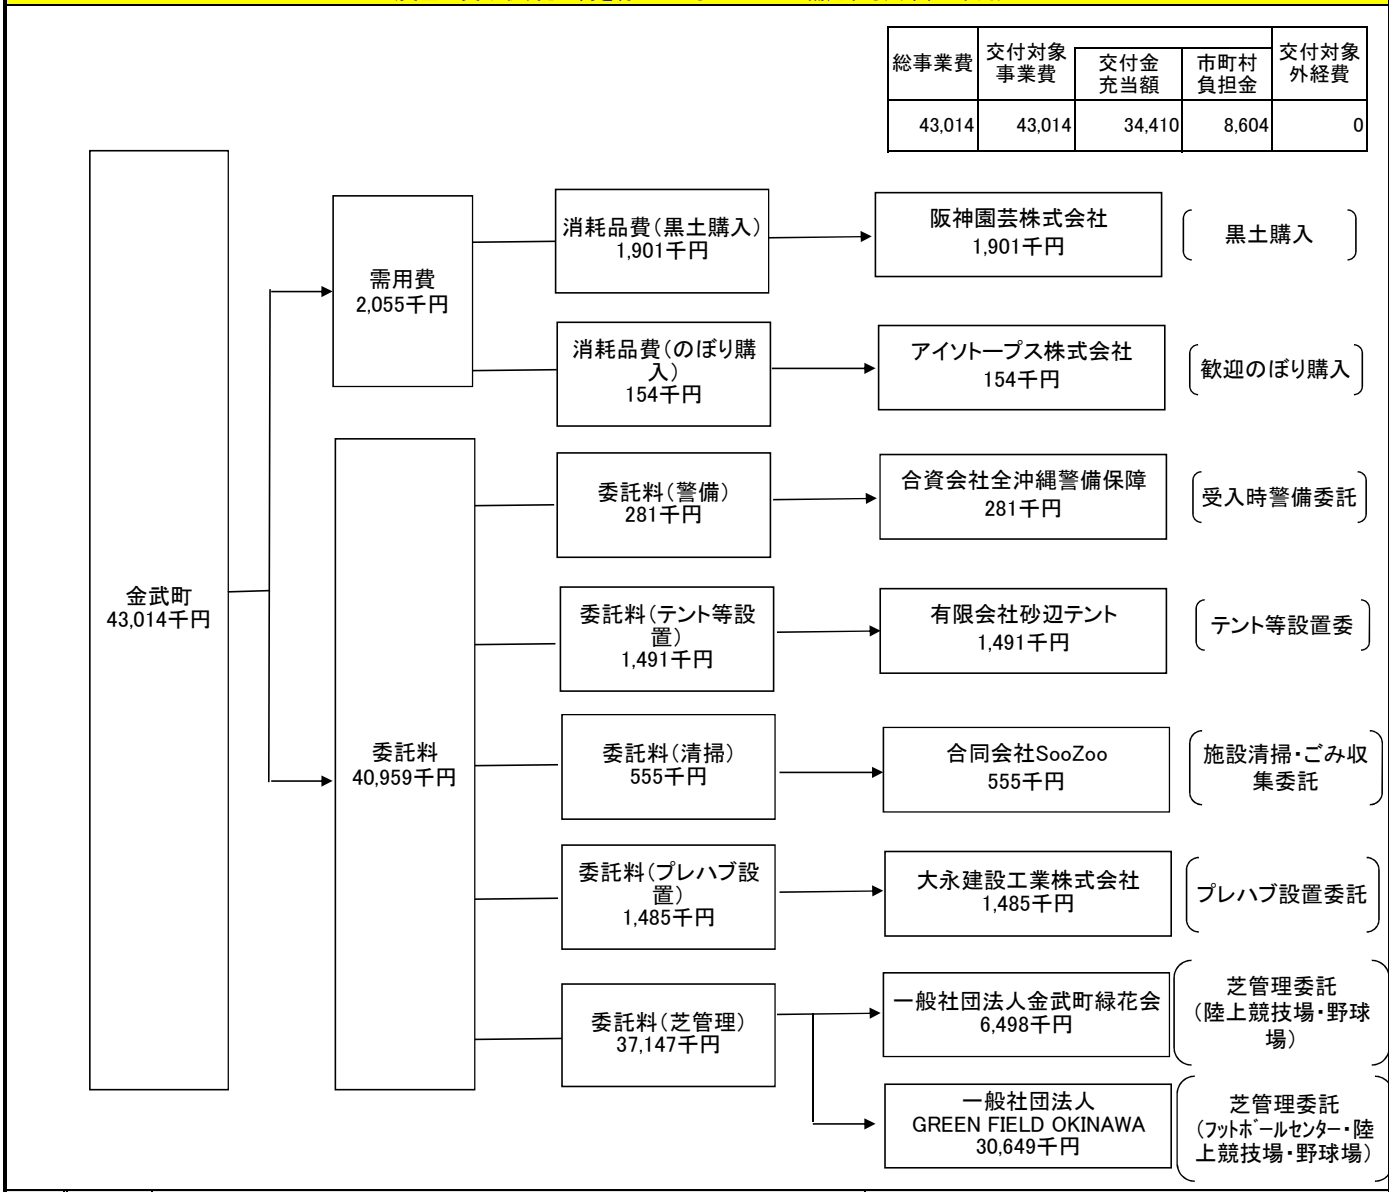 総事業費
交付対象
事業費
交付金
充当額
市町村
負担金
交付対象
外経費
43,014
43,014
34,410
8,604
0
金武町
43,014千円
需用費
2,055千円
消耗品費(黒土購入)
1,901千円
阪神園芸株式会社
1,901千円
黒土購入
消耗品費(のぼり購
入)
154千円
アイソトープス株式会社
154千円
歓迎のぼり購入
委託料
40,959千円
委託料(警備)
281千円
合資会社全沖縄警備保障
281千円
受入時警備委託
委託料(テント等設
置)
1,491千円
有限会社砂辺テント
1,491千円
テント等設置委
委託料(清掃)
555千円
合同会社SooZoo
555千円
施設清掃・ごみ収
集委託
委託料(プレハブ設
置)
1,485千円
大永建設工業株式会社
1,485千円
プレハブ設置委託
委託料(芝管理)
37,147千円
一般社団法人金武町緑花会
6,498千円
芝管理委託
(陸上競技場・野球
場)
一般社団法人
GREEN FIELD OKINAWA
30,649千円
芝管理委託
(フットボールセンター・陸
上競技場・野球場)